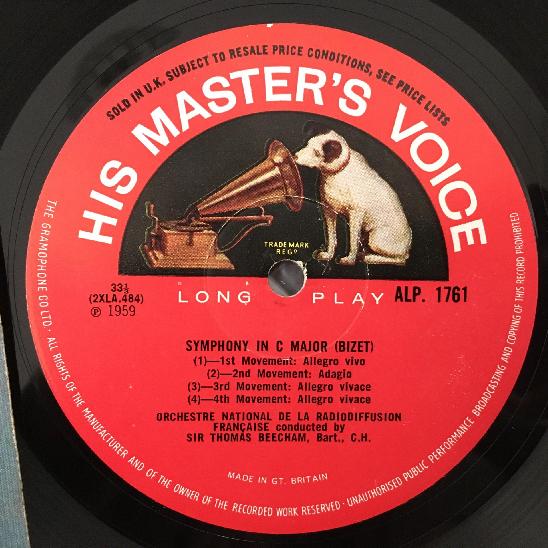 SOLD IN U.K. SUBJECT TO RESALE PRICE CONDITIONS, SEE PRICE LISTS
HIS MASTER'S VOICE
TRADE MARK
REGD
33⅓
(2XLA.484)
℗ 1959
LONG PLAY
ALP. 1761
SYMPHONY IN C MAJOR (BIZET)
(1)—1st Movement: Allegro vivo
(2)—2nd Movement: Adagio
(3)—3rd Movement: Allegro vivace
(4)—4th Movement: Allegro vivace
ORCHESTRE NATIONAL DE LA RADIODIFFUSION
FRANÇAISE conducted by
SIR THOMAS BEECHAM, Bart., C.H.
MADE IN GT. BRITAIN
THE GRAMOPHONE CO LTD · ALL RIGHTS OF THE MANUFACTURER AND OF THE OWNER OF THE RECORDED WORK RESERVED · UNAUTHORISED PUBLIC PERFORMANCE BROADCASTING AND COPYING OF THIS RECORD PROHIBITED